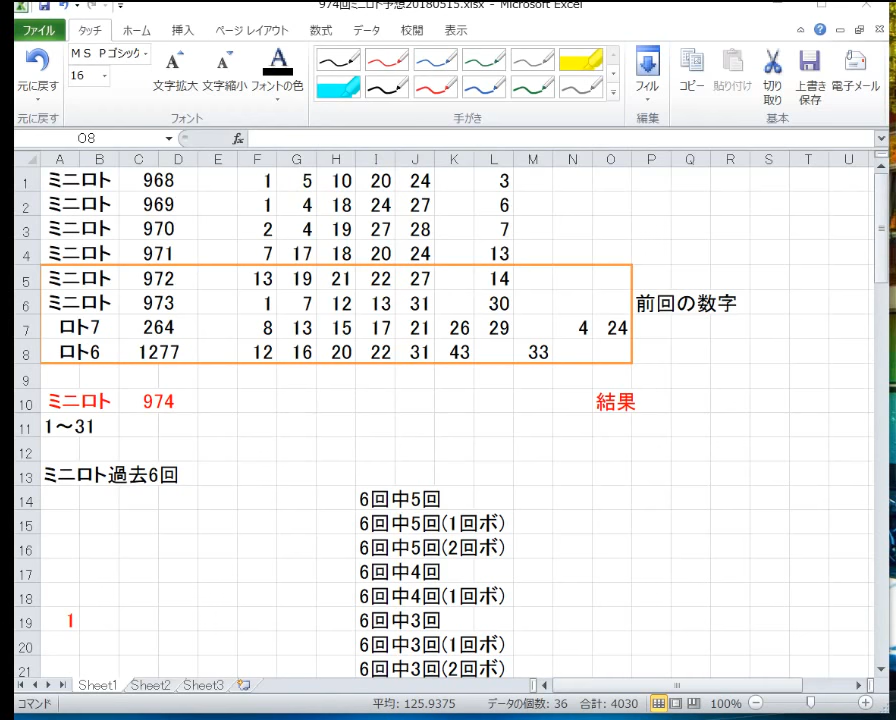 974回ミニロト予想20180515.xlsx - Microsoft Excel
ファイル タッチ ホーム 挿入 ページ レイアウト 数式 データ 校閲 表示
元に戻す ＭＳ Ｐゴシック 16 文字拡大 文字縮小 フォントの色 フィル コピー 貼り付け 切り取り 上書き保存 電子メール
元に戻す フォント 手がき 編集 基本
O8 fx
A B C D E F G H I J K L M N O P Q R S T U
1 ミニロト 968 1 5 10 20 24 3
2 ミニロト 969 1 4 18 24 27 6
3 ミニロト 970 2 4 19 27 28 7
4 ミニロト 971 7 17 18 20 24 13
5 ミニロト 972 13 19 21 22 27 14
6 ミニロト 973 1 7 12 13 31 30 前回の数字
7 ロト7 264 8 13 15 17 21 26 29 4 24
8 ロト6 1277 12 16 20 22 31 43 33
9
10 ミニロト 974 結果
11 1～31
12
13 ミニロト過去6回
14 6回中5回
15 6回中5回(1回ボ)
16 6回中5回(2回ボ)
17 6回中4回
18 6回中4回(1回ボ)
19 1 6回中3回
20 6回中3回(1回ボ)
21 6回中3回(2回ボ)
Sheet1 Sheet2 Sheet3
コマンド 平均: 125.9375 データの個数: 36 合計: 4030 100%